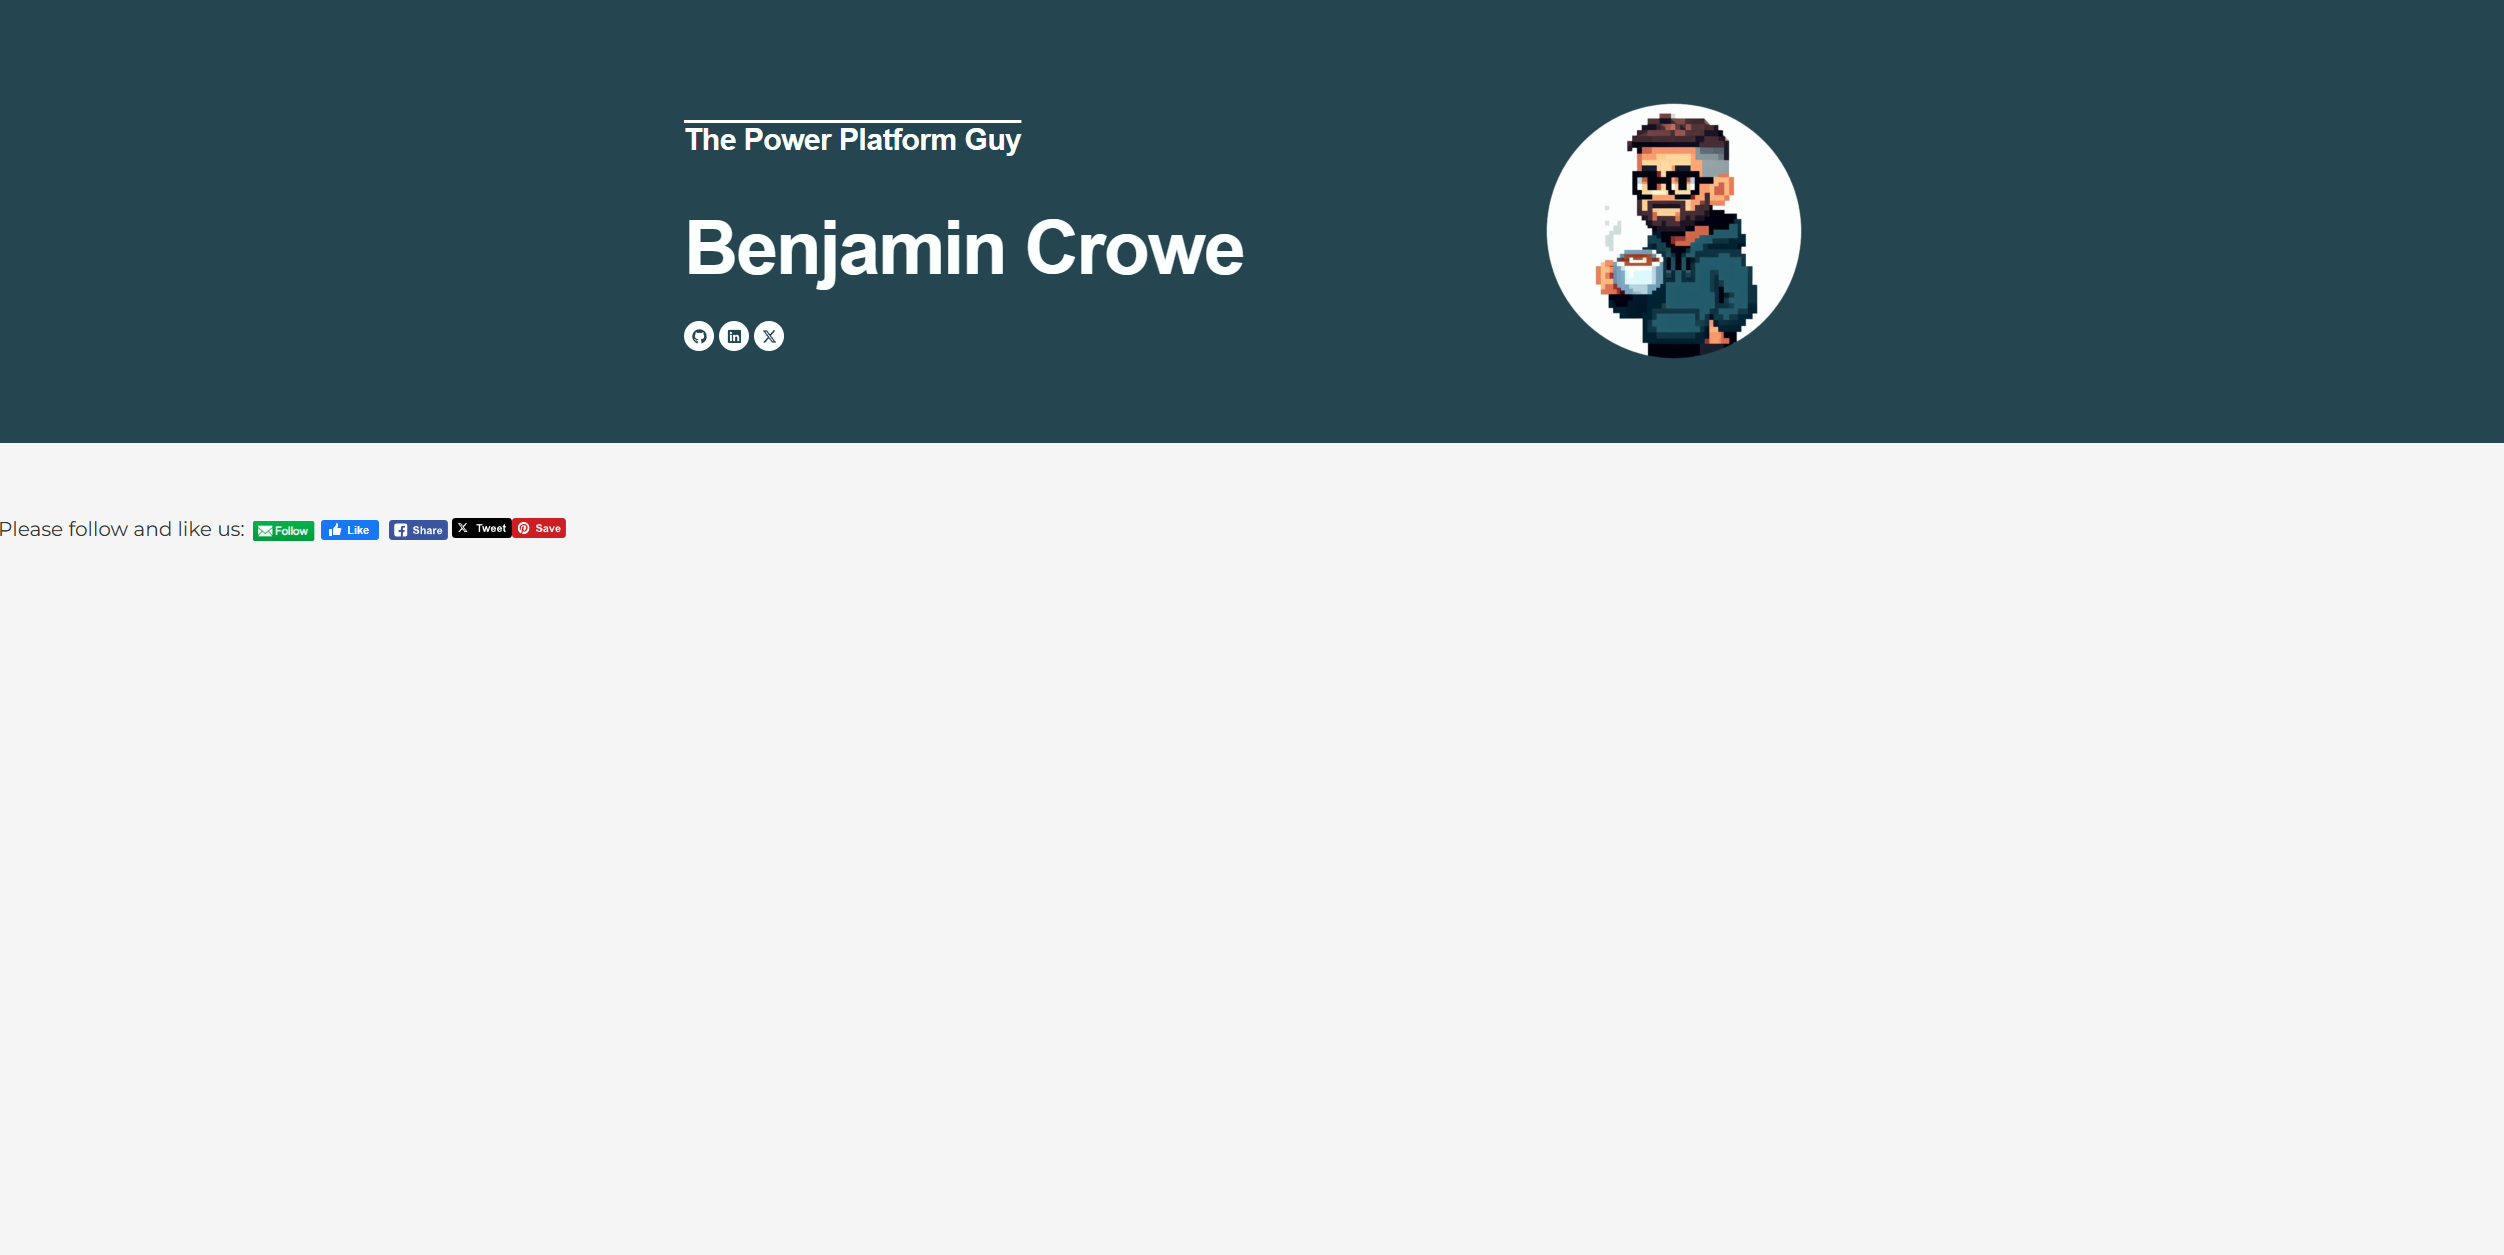 The Power Platform Guy
Benjamin Crowe
Please follow and like us: Follow Like Share Tweet Save